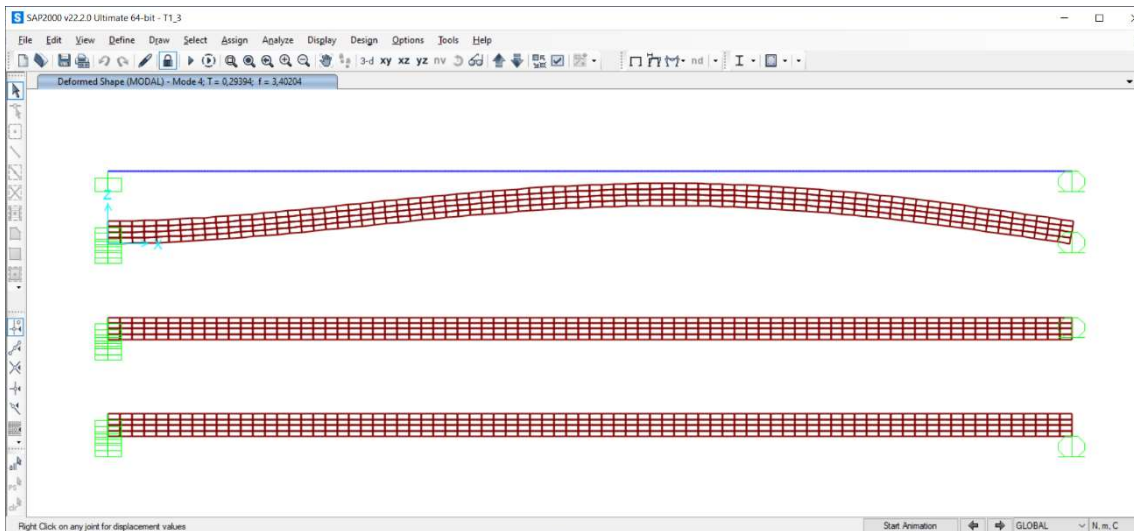 SAP2000 v22.2.0 Ultimate 64-bit - T1_3
File Edit View Define Draw Select Assign Analyze Display Design Options Tools Help
3-d xy xz yz nv nd
Deformed Shape (MODAL) - Mode 4; T = 0,29394; f = 3,40204
Z
X
all
Right Click on any joint for displacement values
Start Animation
GLOBAL
N, m, C